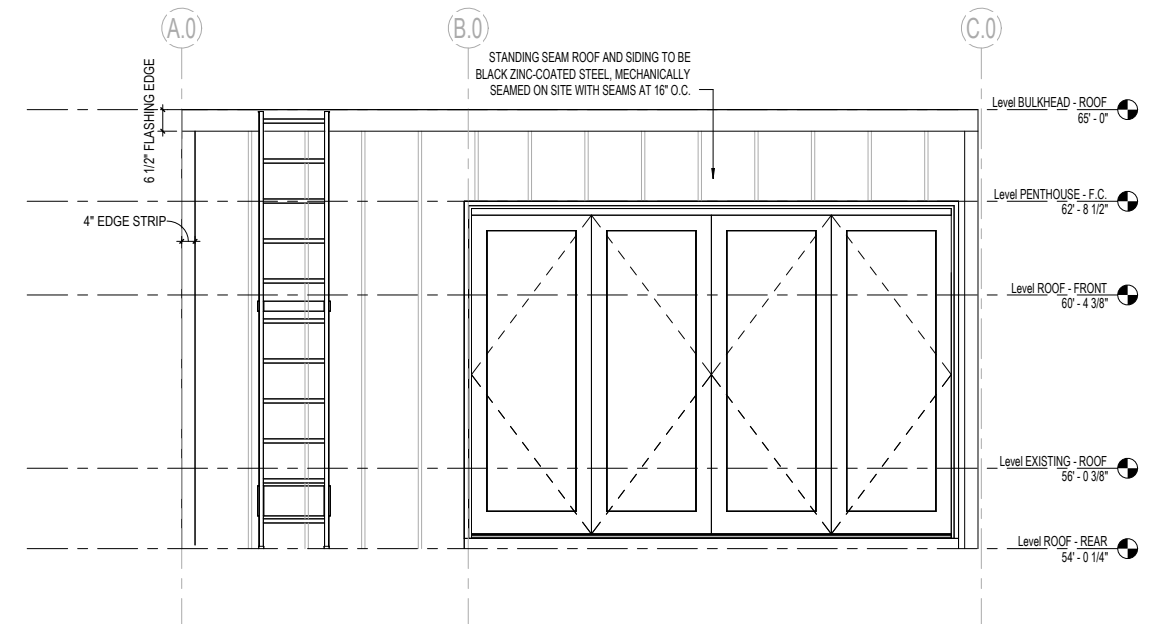 A.0
B.0
C.0
STANDING SEAM ROOF AND SIDING TO BE
BLACK ZINC-COATED STEEL, MECHANICALLY
SEAMED ON SITE WITH SEAMS AT 16" O.C.
6 1/2" FLASHING EDGE
4" EDGE STRIP
Level BULKHEAD - ROOF
65' - 0"
Level PENTHOUSE - F.C.
62' - 8 1/2"
Level ROOF - FRONT
60' - 4 3/8"
Level EXISTING - ROOF
56' - 0 3/8"
Level ROOF - REAR
54' - 0 1/4"